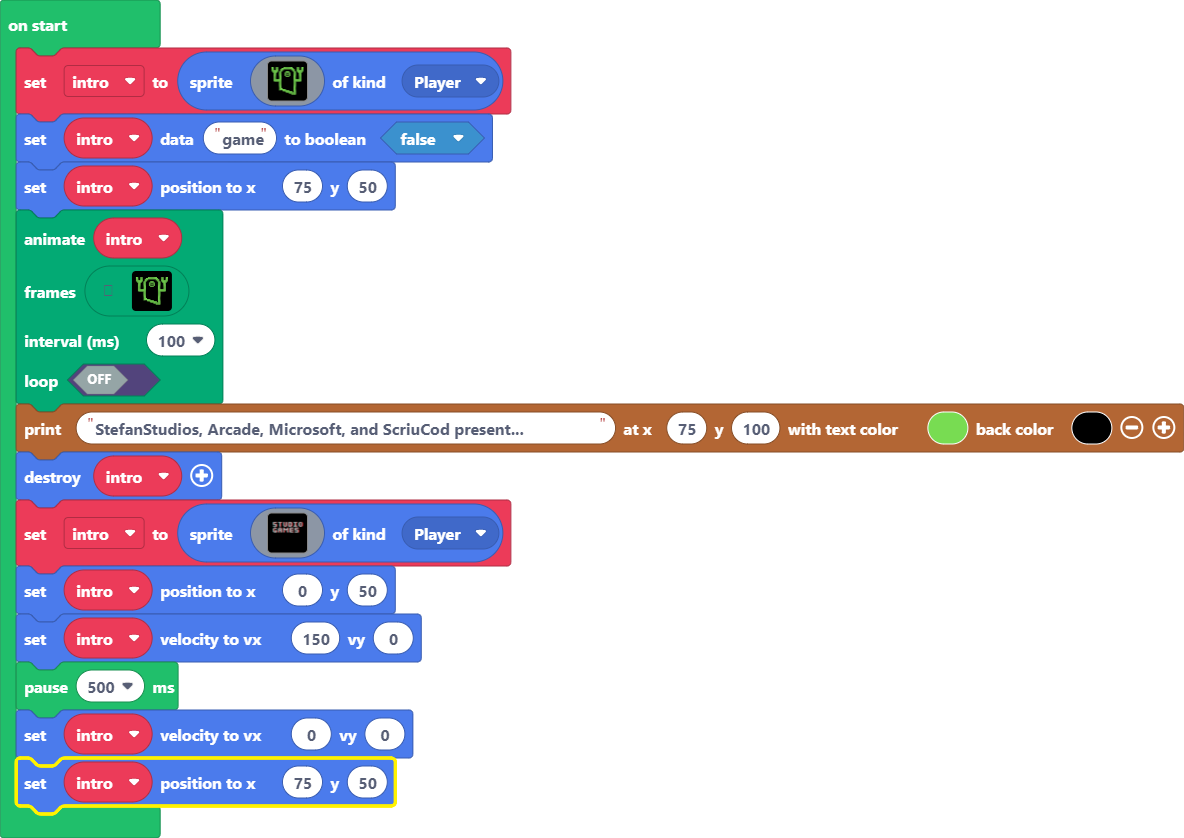 on start
set intro to sprite of kind Player
set intro data "game" to boolean false
set intro position to x 75 y 50
animate intro
frames
interval (ms) 100
loop OFF
print "StefanStudios, Arcade, Microsoft, and ScriuCod present... " at x 75 y 100 with text color back color
destroy intro
set intro to sprite STUDIO GAMES of kind Player
set intro position to x 0 y 50
set intro velocity to vx 150 vy 0
pause 500 ms
set intro velocity to vx 0 vy 0
set intro position to x 75 y 50